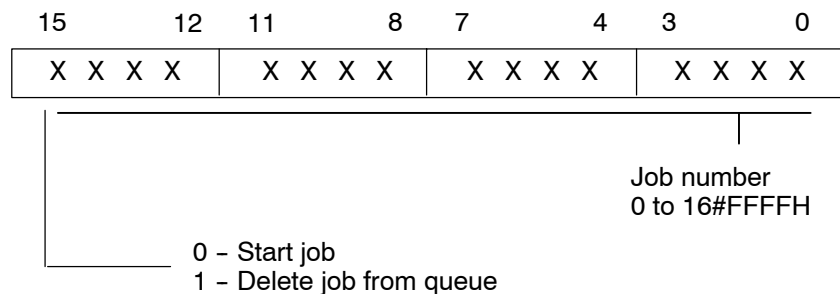 15 12 11 8 7 4 3 0
X X X X X X X X X X X X X X X X
Job number
0 to 16#FFFFH
0 – Start job
1 – Delete job from queue